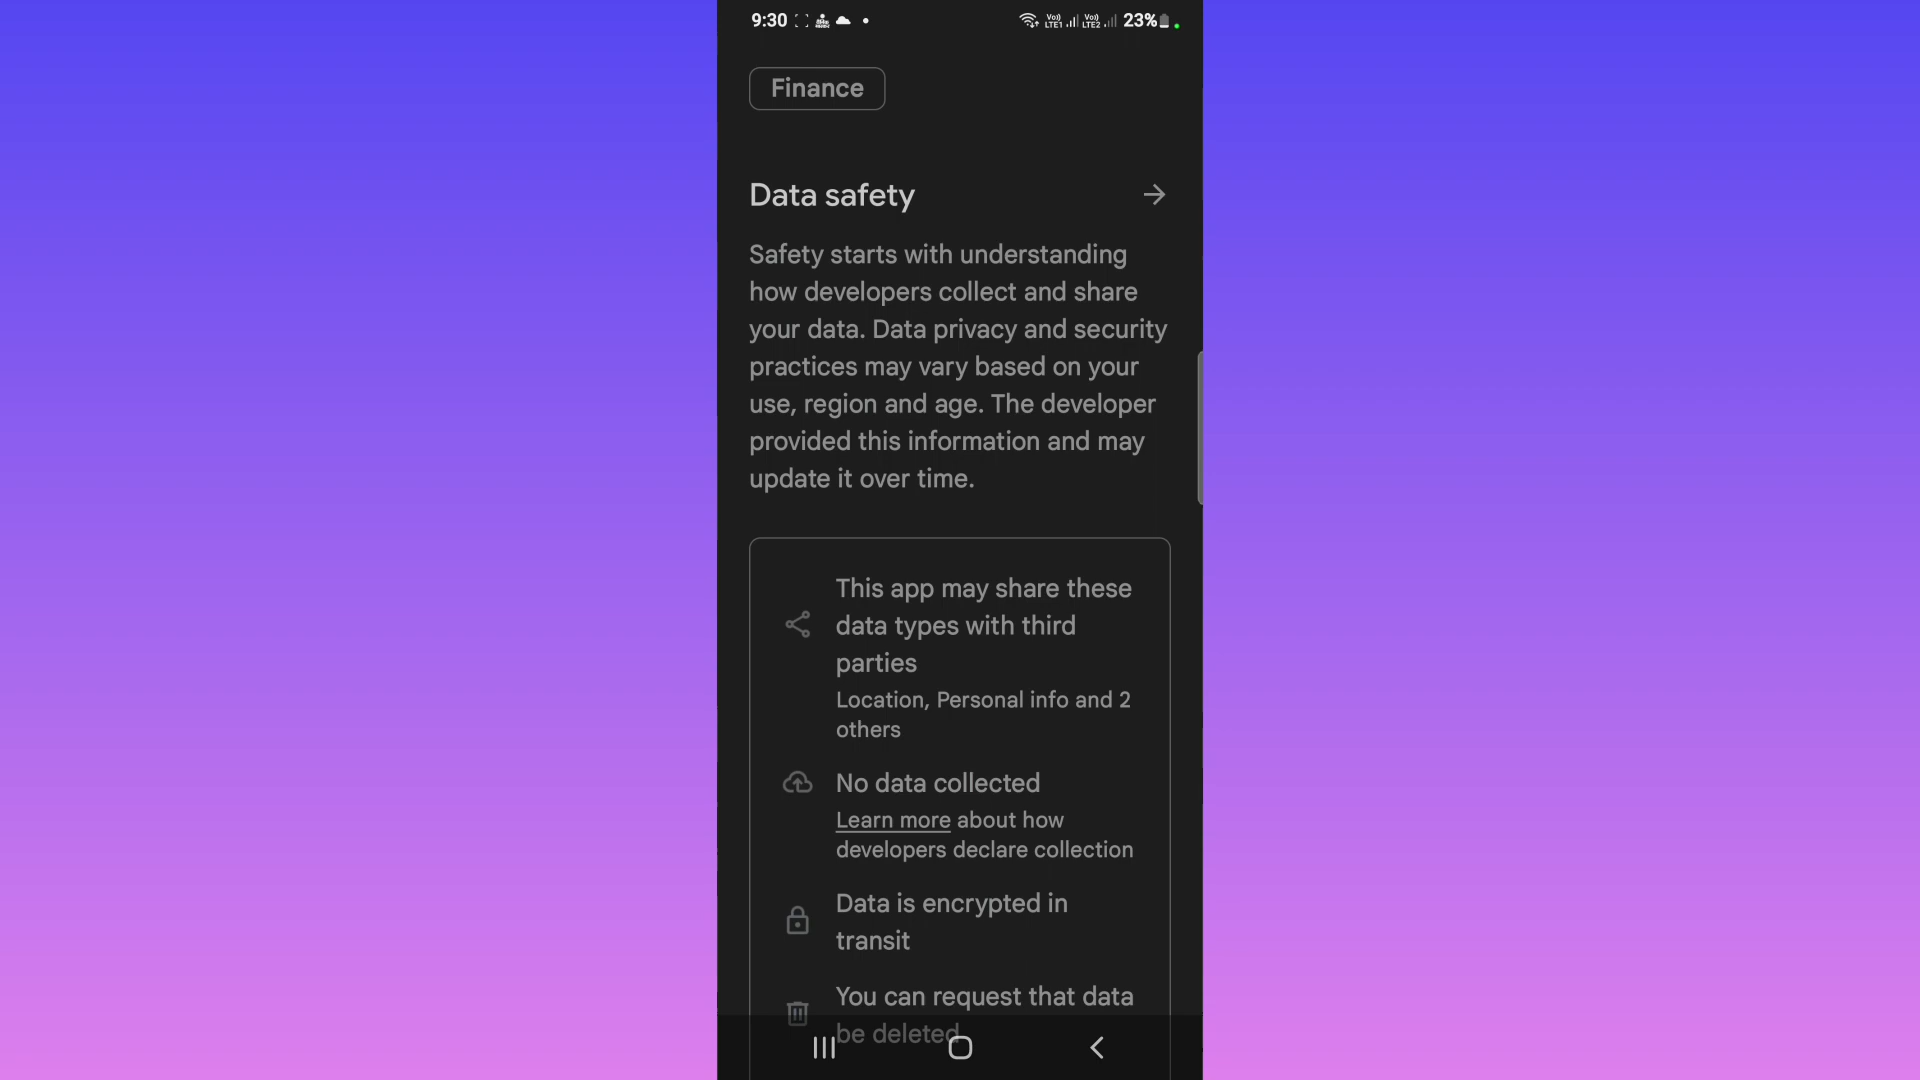 9:30
Vo))
LTE1
Vo))
LTE2
23%
Finance
Data safety
Safety starts with understanding
how developers collect and share
your data. Data privacy and security
practices may vary based on your
use, region and age. The developer
provided this information and may
update it over time.
This app may share these
data types with third
parties
Location, Personal info and 2
others
No data collected
Learn more about how
developers declare collection
Data is encrypted in
transit
You can request that data
be deleted